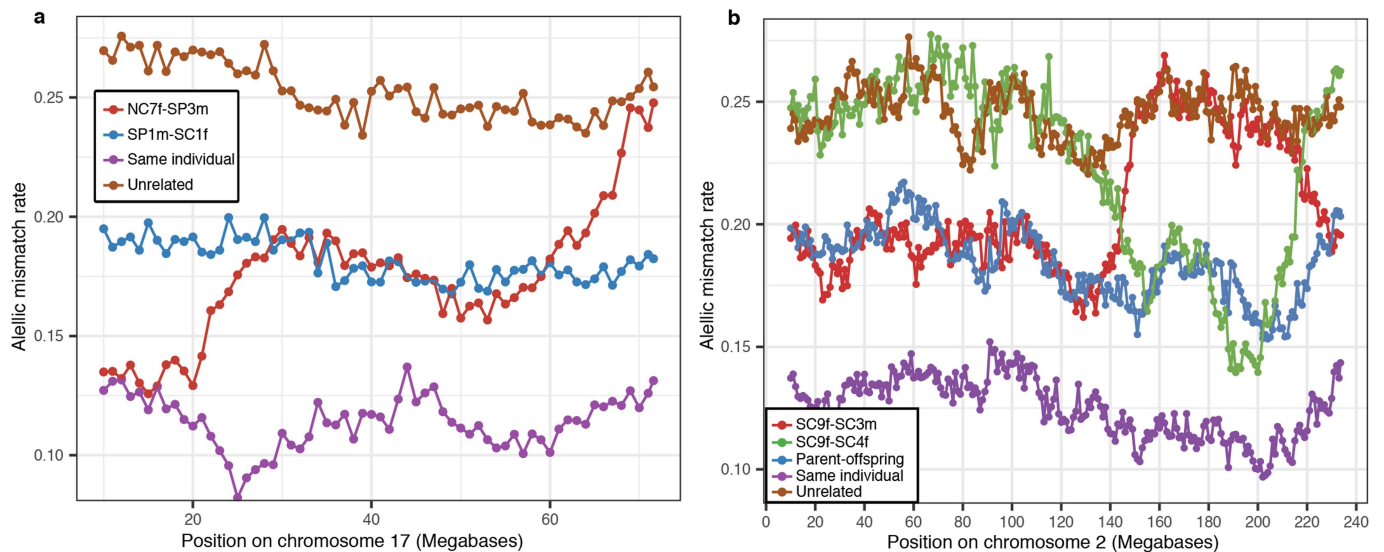 a
Alellic mismatch rate
0.25
0.20
0.15
0.10
NC7f-SP3m
SP1m-SC1f
Same individual
Unrelated
20 40 60
Position on chromosome 17 (Megabases)
b
Alellic mismatch rate
0.25
0.20
0.15
0.10
SC9f-SC3m
SC9f-SC4f
Parent-offspring
Same individual
Unrelated
0 20 40 60 80 100 120 140 160 180 200 220 240
Position on chromosome 2 (Megabases)